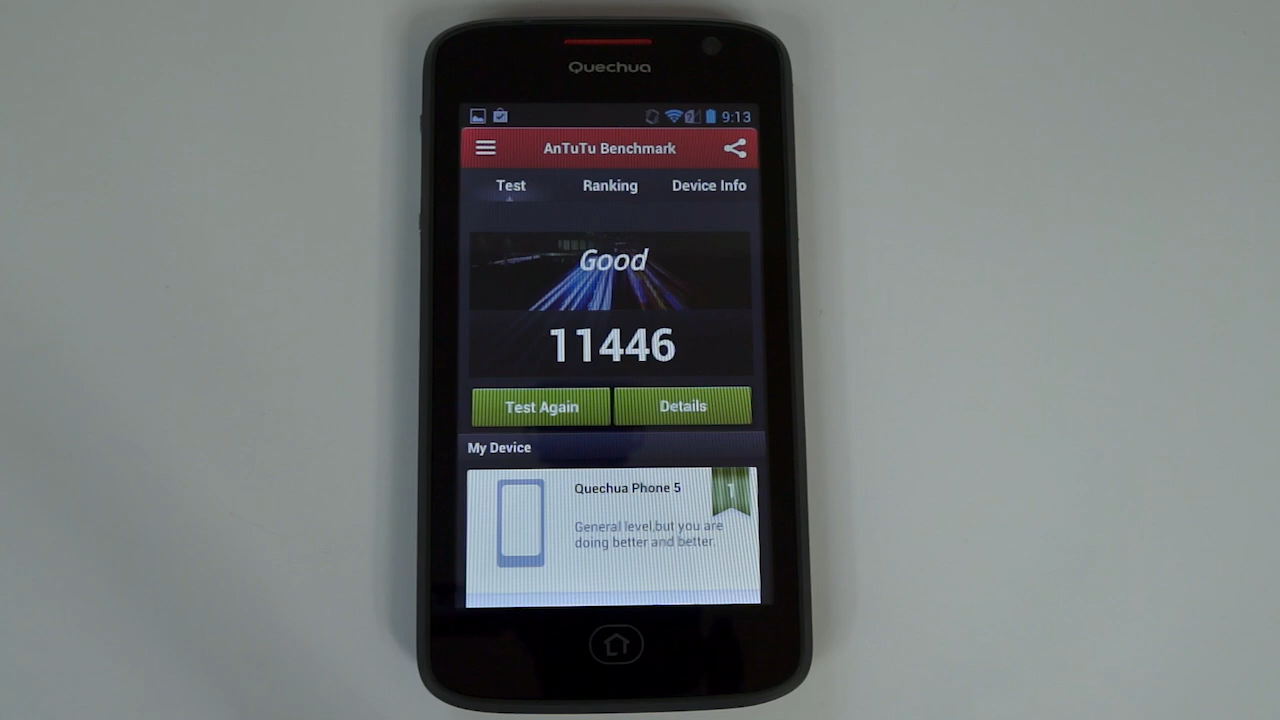 Quechua
9:13
AnTuTu Benchmark
Test Ranking Device Info
Good
11446
Test Again Details
My Device
Quechua Phone 5
1
General level,but you are
doing better and better.